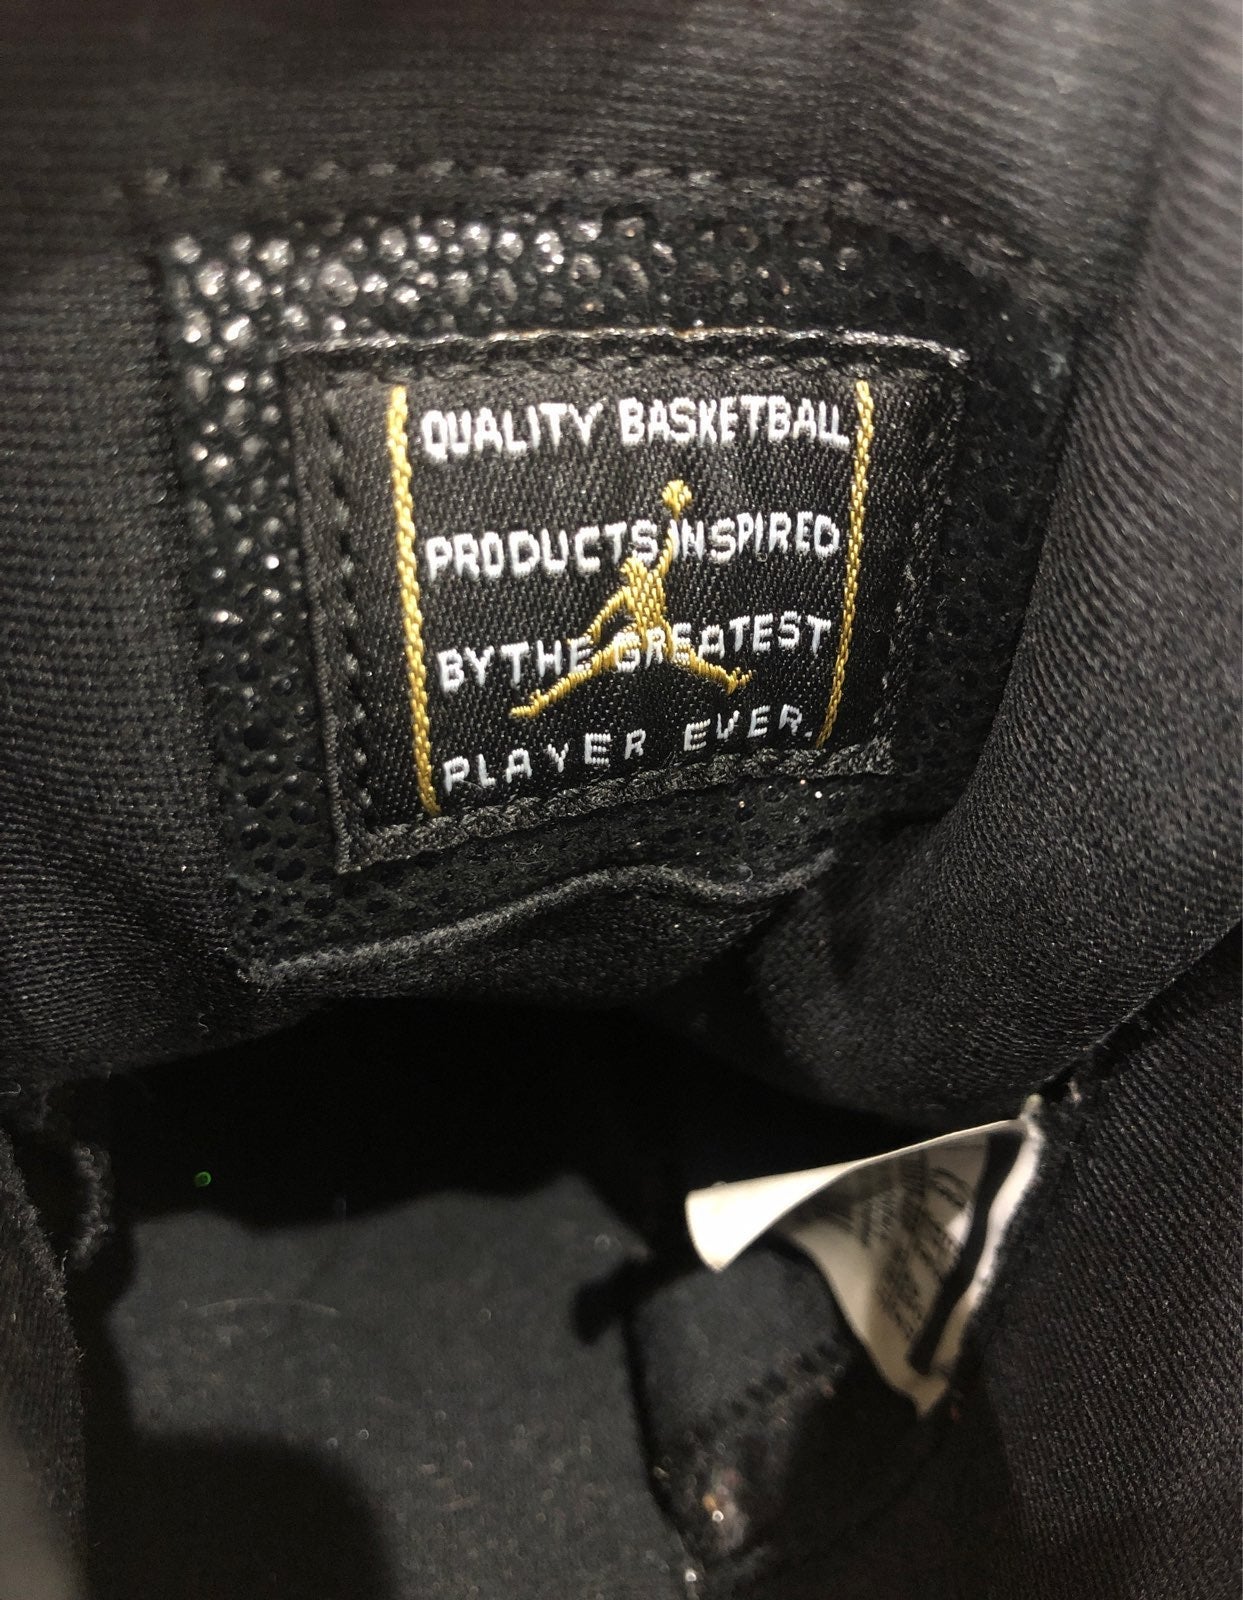 QUALITY BASKETBALL
PRODUCTS INSPIRED
BY THE GREATEST
PLAYER EVER.